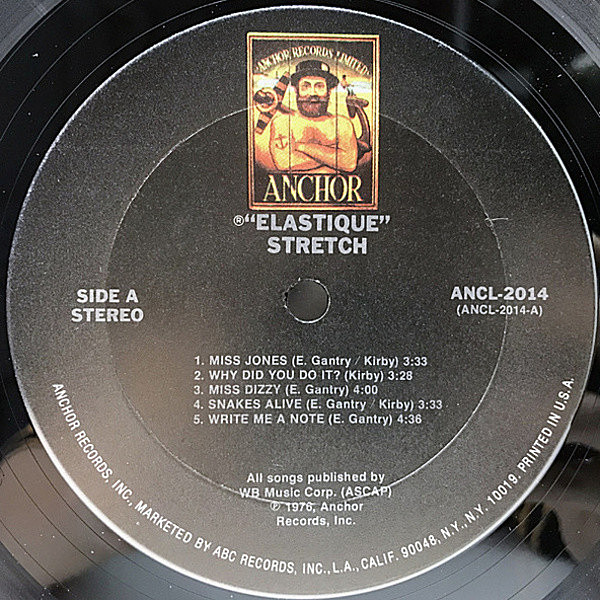 ANCHOR RECORDS LIMITED
ANCHOR
®"ELASTIQUE"
STRETCH
SIDE A
STEREO
ANCL-2014
(ANCL-2014-A)
1. MISS JONES (E. Gantry / Kirby) 3:33
2. WHY DID YOU DO IT? (Kirby) 3:28
3. MISS DIZZY (E. Gantry) 4:00
4. SNAKES ALIVE (E. Gantry / Kirby) 3:33
5. WRITE ME A NOTE (E. Gantry) 4:36
All songs published by
WB Music Corp. (ASCAP)
℗ 1976, Anchor
Records, Inc.
ANCHOR RECORDS, INC., MARKETED BY ABC RECORDS, INC., L.A., CALIF. 90048, N.Y., N.Y. 10019. PRINTED IN U.S.A.